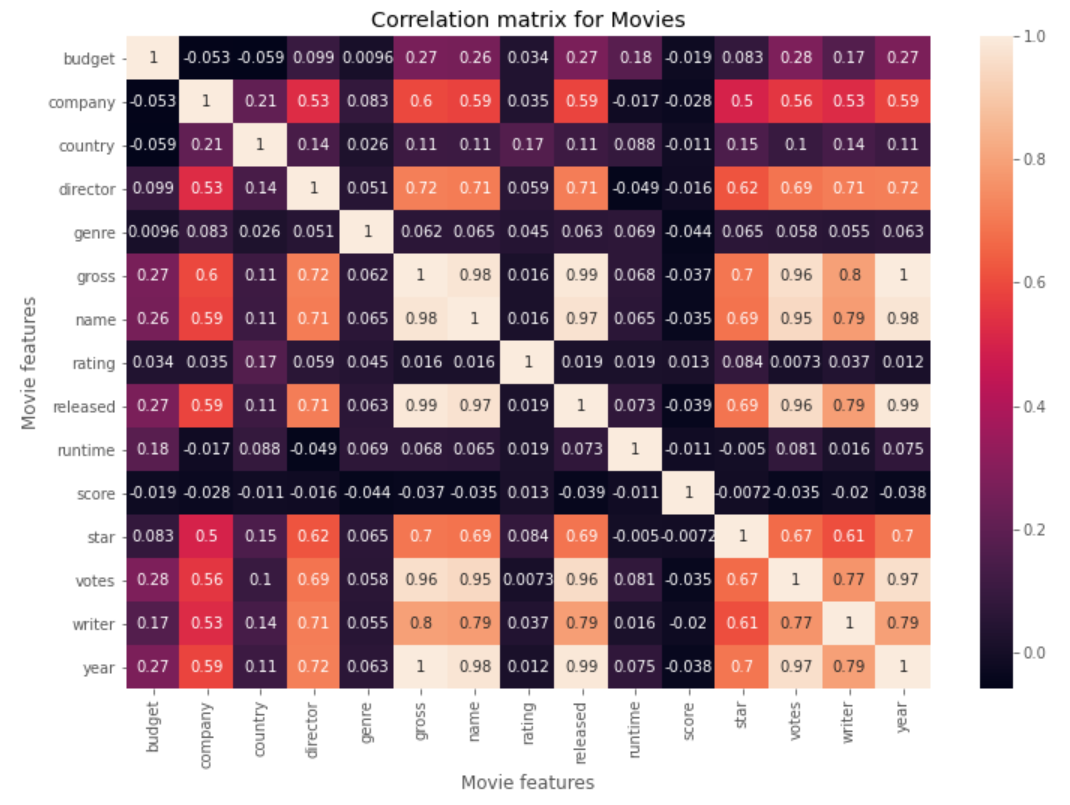 Correlation matrix for Movies
budget 1 -0.053 -0.059 0.099 0.0096 0.27 0.26 0.034 0.27 0.18 -0.019 0.083 0.28 0.17 0.27
company -0.053 1 0.21 0.53 0.083 0.6 0.59 0.035 0.59 -0.017 -0.028 0.5 0.56 0.53 0.59
country -0.059 0.21 1 0.14 0.026 0.11 0.11 0.17 0.11 0.088 -0.011 0.15 0.1 0.14 0.11
director 0.099 0.53 0.14 1 0.051 0.72 0.71 0.059 0.71 -0.049 -0.016 0.62 0.69 0.71 0.72
genre 0.0096 0.083 0.026 0.051 1 0.062 0.065 0.045 0.063 0.069 -0.044 0.065 0.058 0.055 0.063
gross 0.27 0.6 0.11 0.72 0.062 1 0.98 0.016 0.99 0.068 -0.037 0.7 0.96 0.8 1
name 0.26 0.59 0.11 0.71 0.065 0.98 1 0.016 0.97 0.065 -0.035 0.69 0.95 0.79 0.98
rating 0.034 0.035 0.17 0.059 0.045 0.016 0.016 1 0.019 0.019 0.013 0.084 0.0073 0.037 0.012
released 0.27 0.59 0.11 0.71 0.063 0.99 0.97 0.019 1 0.073 -0.039 0.69 0.96 0.79 0.99
runtime 0.18 -0.017 0.088 -0.049 0.069 0.068 0.065 0.019 0.073 1 -0.011 -0.005 0.081 0.016 0.075
score -0.019 -0.028 -0.011 -0.016 -0.044 -0.037 -0.035 0.013 -0.039 -0.011 1 -0.0072 -0.035 -0.02 -0.038
star 0.083 0.5 0.15 0.62 0.065 0.7 0.69 0.084 0.69 -0.005 -0.0072 1 0.67 0.61 0.7
votes 0.28 0.56 0.1 0.69 0.058 0.96 0.95 0.0073 0.96 0.081 -0.035 0.67 1 0.77 0.97
writer 0.17 0.53 0.14 0.71 0.055 0.8 0.79 0.037 0.79 0.016 -0.02 0.61 0.77 1 0.79
year 0.27 0.59 0.11 0.72 0.063 1 0.98 0.012 0.99 0.075 -0.038 0.7 0.97 0.79 1
budget company country director genre gross name rating released runtime score star votes writer year
Movie features
Movie features
1.0
0.8
0.6
0.4
0.2
0.0